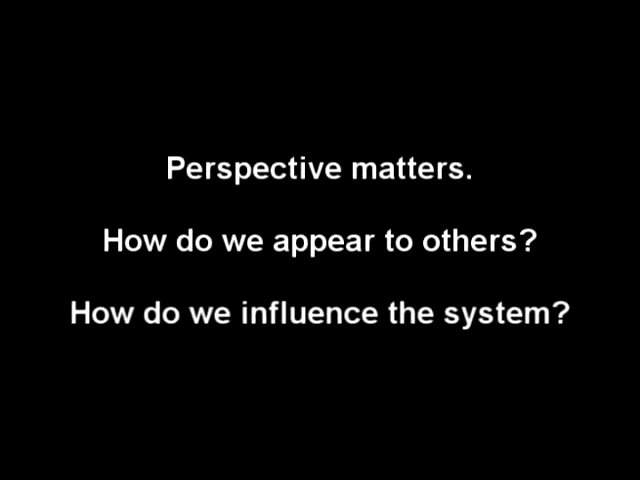 Perspective matters.
How do we appear to others?
How do we influence the system?